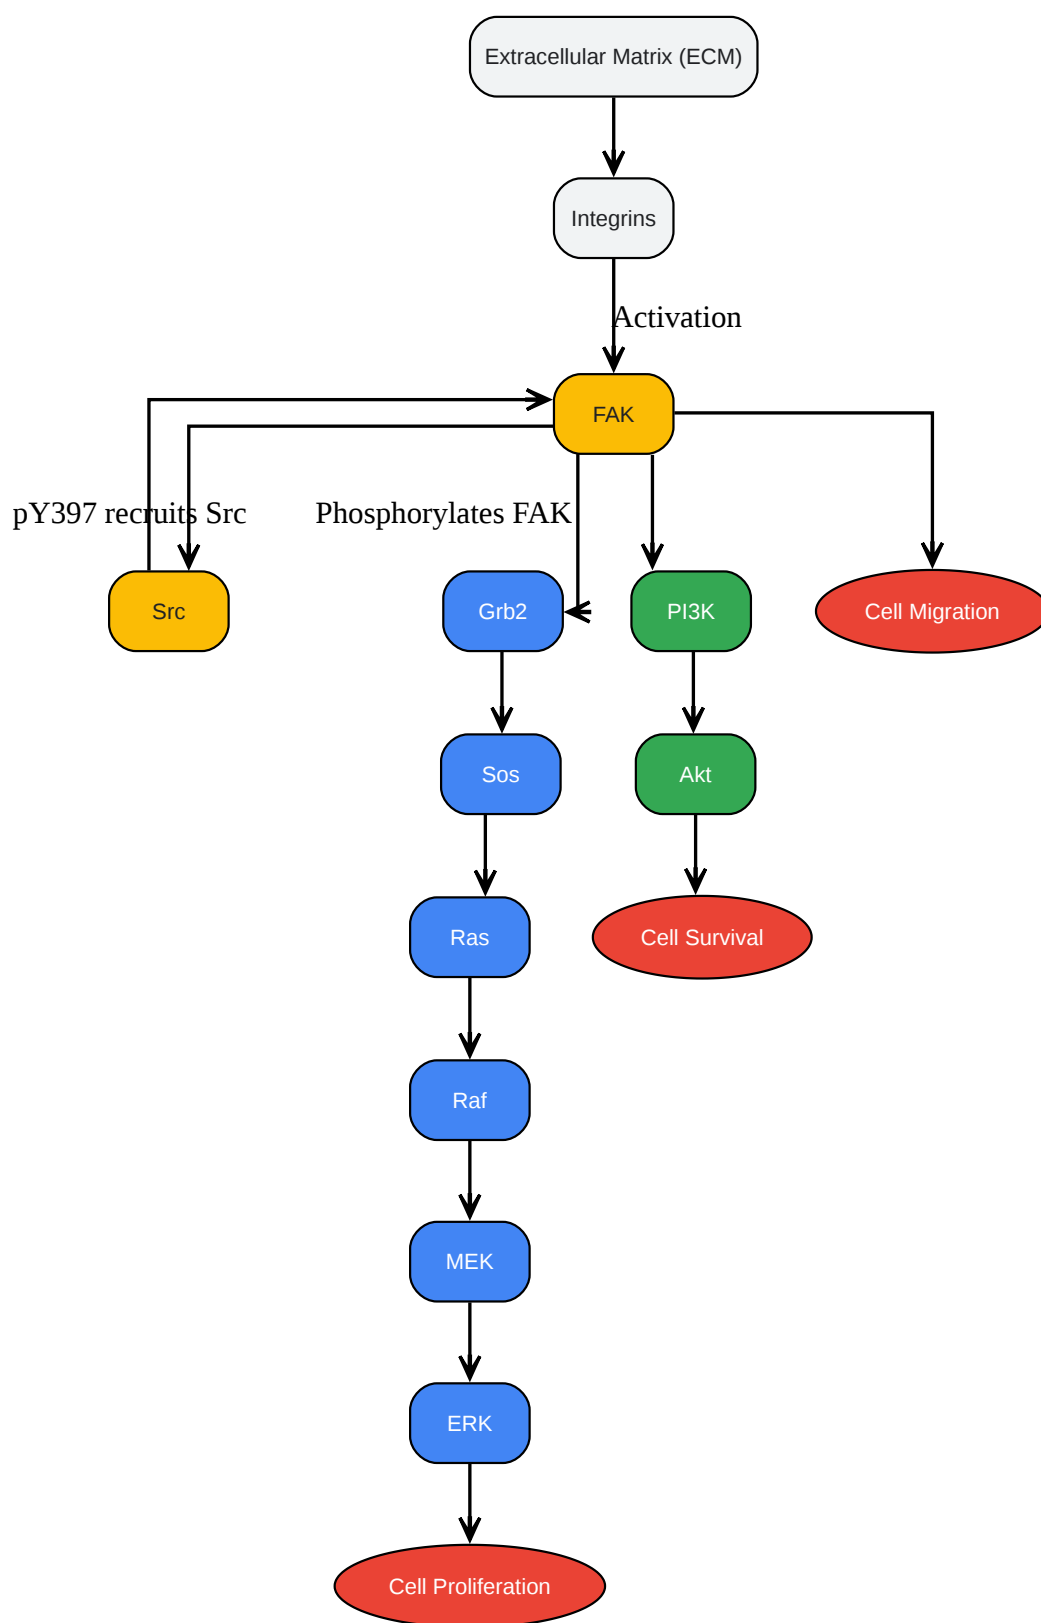 Extracellular Matrix (ECM)
Integrins
Activation
FAK
pY397 recruits Src
Phosphorylates FAK
Src
Grb2
PI3K
Cell Migration
Sos
Akt
Ras
Cell Survival
Raf
MEK
ERK
Cell Proliferation